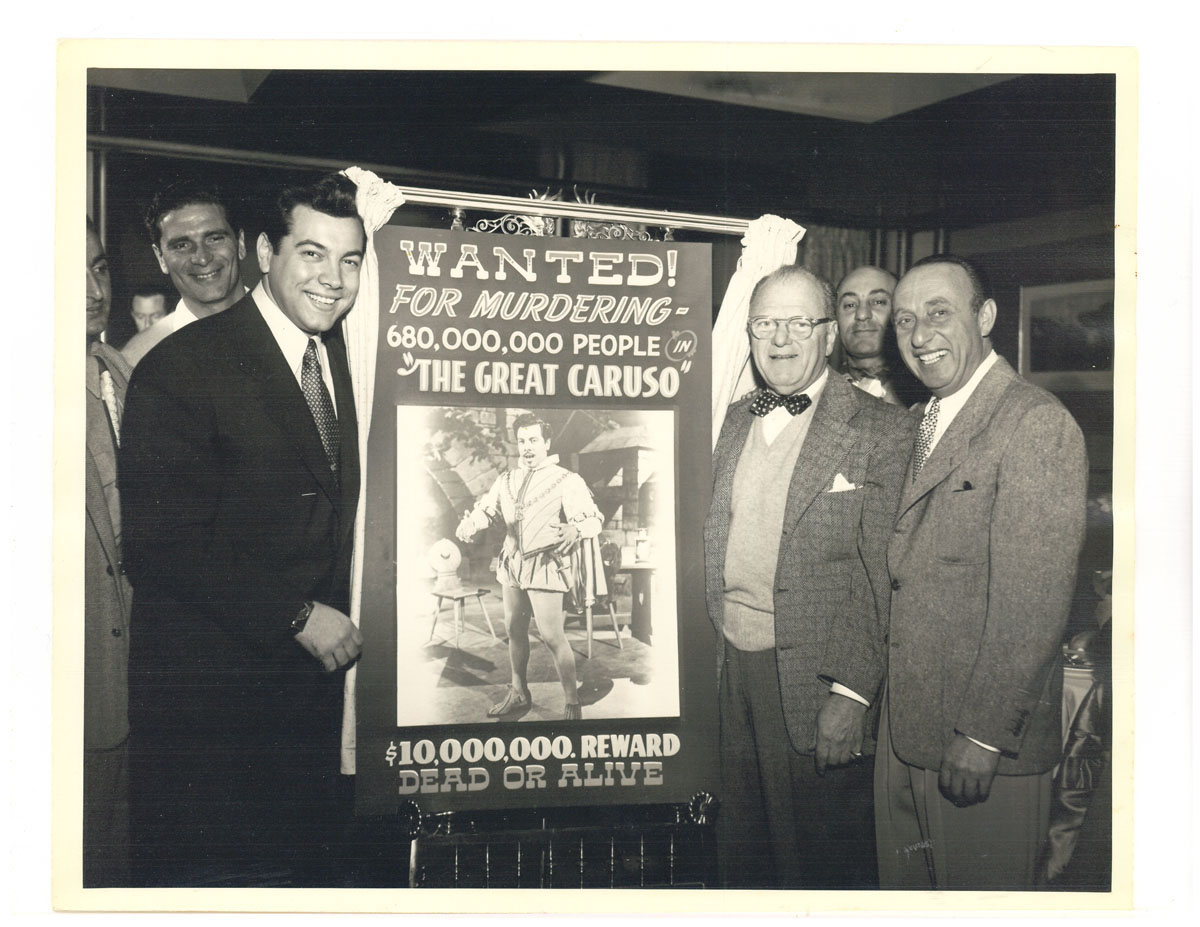 WANTED!
FOR MURDERING-
680,000,000 PEOPLE IN
"THE GREAT CARUSO"
$10,000,000. REWARD
DEAD OR ALIVE